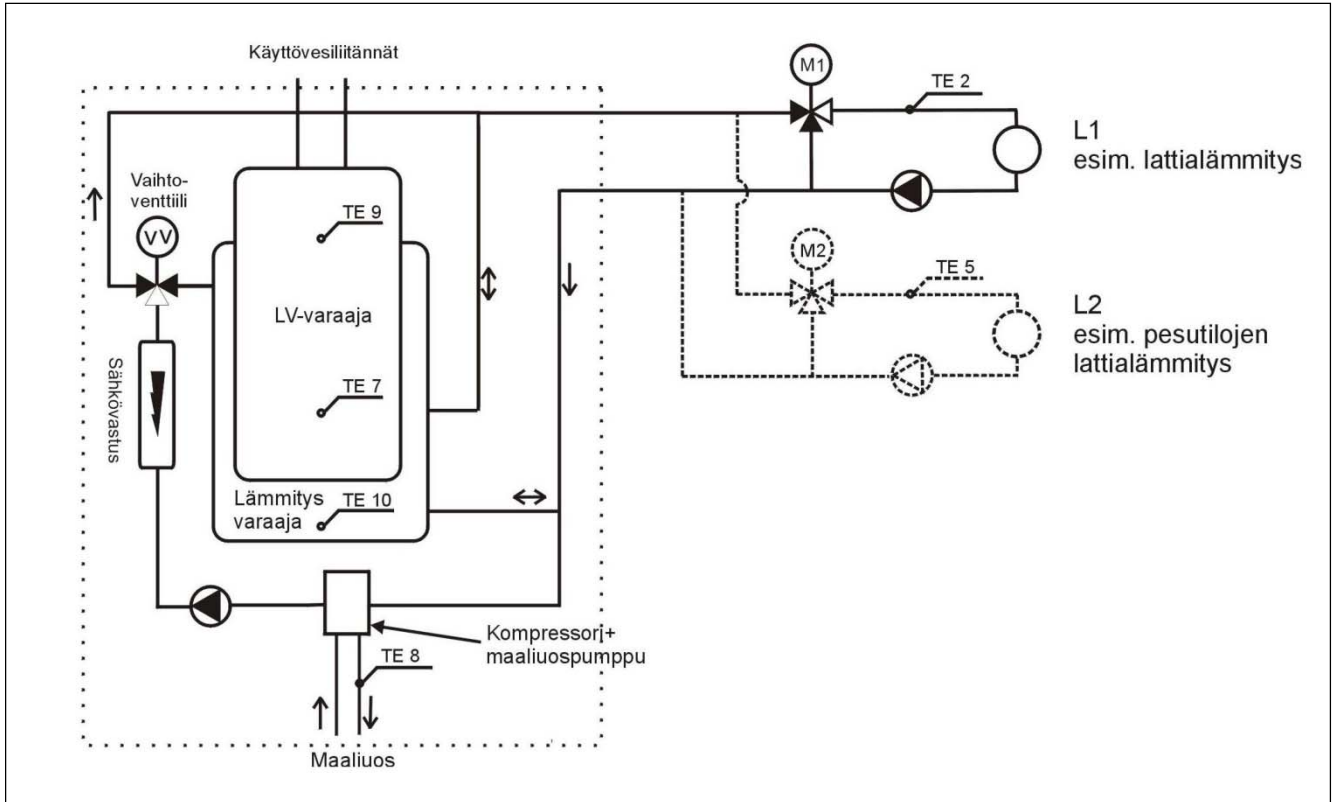 Käyttövesiliitännät
M1
TE 2
L1
esim. lattialämmitys
Vaihto-
venttiili
VV
TE 9
M2
TE 5
LV-varaaja
L2
esim. pesutilojen
lattialämmitys
Sähkövastus
TE 7
Lämmitys
varaaja
TE 10
Kompressori+
maaliuospumppu
TE 8
Maaliuos